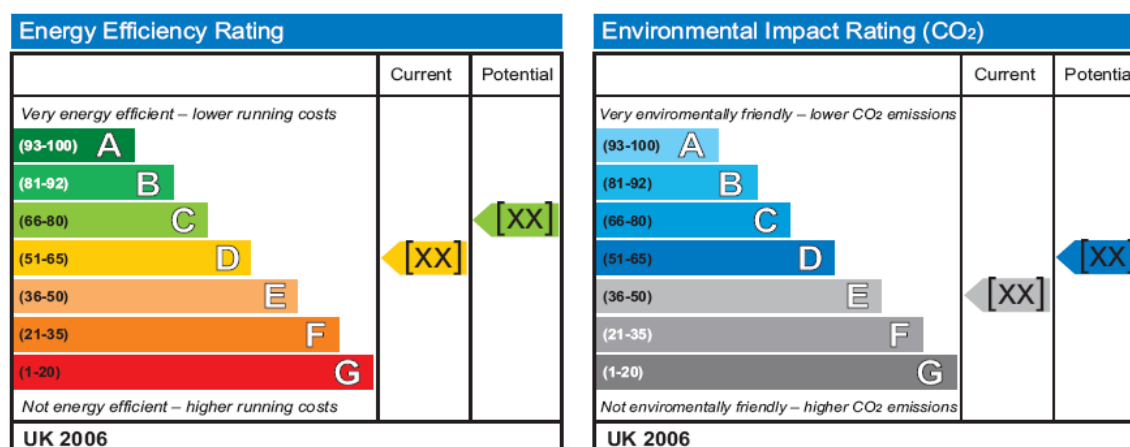 Energy Efficiency Rating
Current Potential
Very energy efficient – lower running costs
(93-100) A
(81-92) B
(66-80) C [XX]
(51-65) D [XX]
(36-50) E
(21-35) F
(1-20) G
Not energy efficient – higher running costs
UK 2006
Environmental Impact Rating (CO₂)
Current Potentia
Very enviromentally friendly – lower CO₂ emissions
(93-100) A
(81-92) B
(66-80) C
(51-65) D [XX]
(36-50) E [XX]
(21-35) F
(1-20) G
Not enviromentally friendly – higher CO₂ emissions
UK 2006